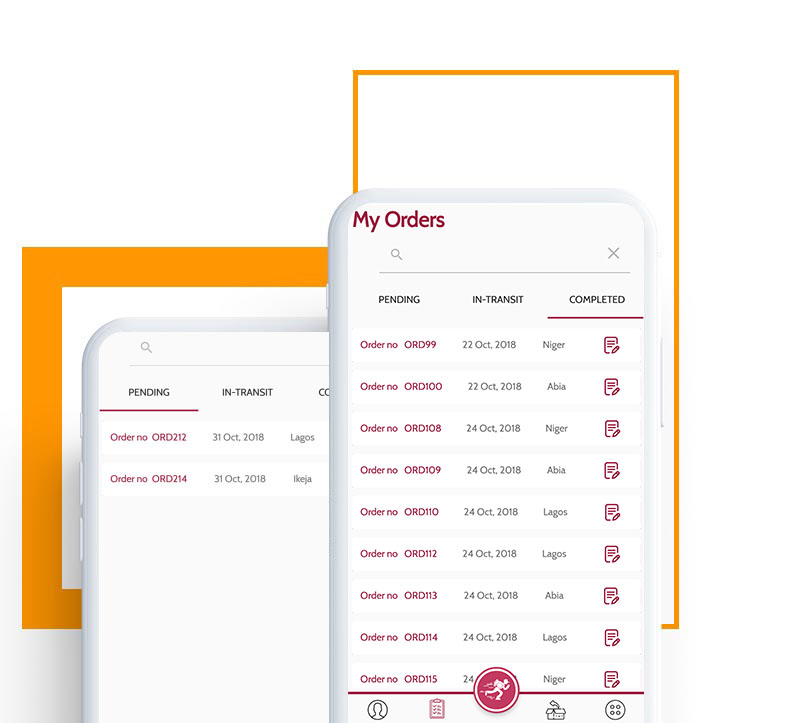 My Orders
PENDING IN-TRANSIT COMPLETED
Order no ORD99 22 Oct, 2018 Niger
Order no ORD100 22 Oct, 2018 Abia
Order no ORD108 24 Oct, 2018 Niger
Order no ORD109 24 Oct, 2018 Abia
Order no ORD110 24 Oct, 2018 Lagos
Order no ORD112 24 Oct, 2018 Lagos
Order no ORD113 24 Oct, 2018 Abia
Order no ORD114 24 Oct, 2018 Lagos
Order no ORD115 24 Niger
PENDING IN-TRANSIT CO
Order no ORD212 31 Oct, 2018 Lagos
Order no ORD214 31 Oct, 2018 Ikeja